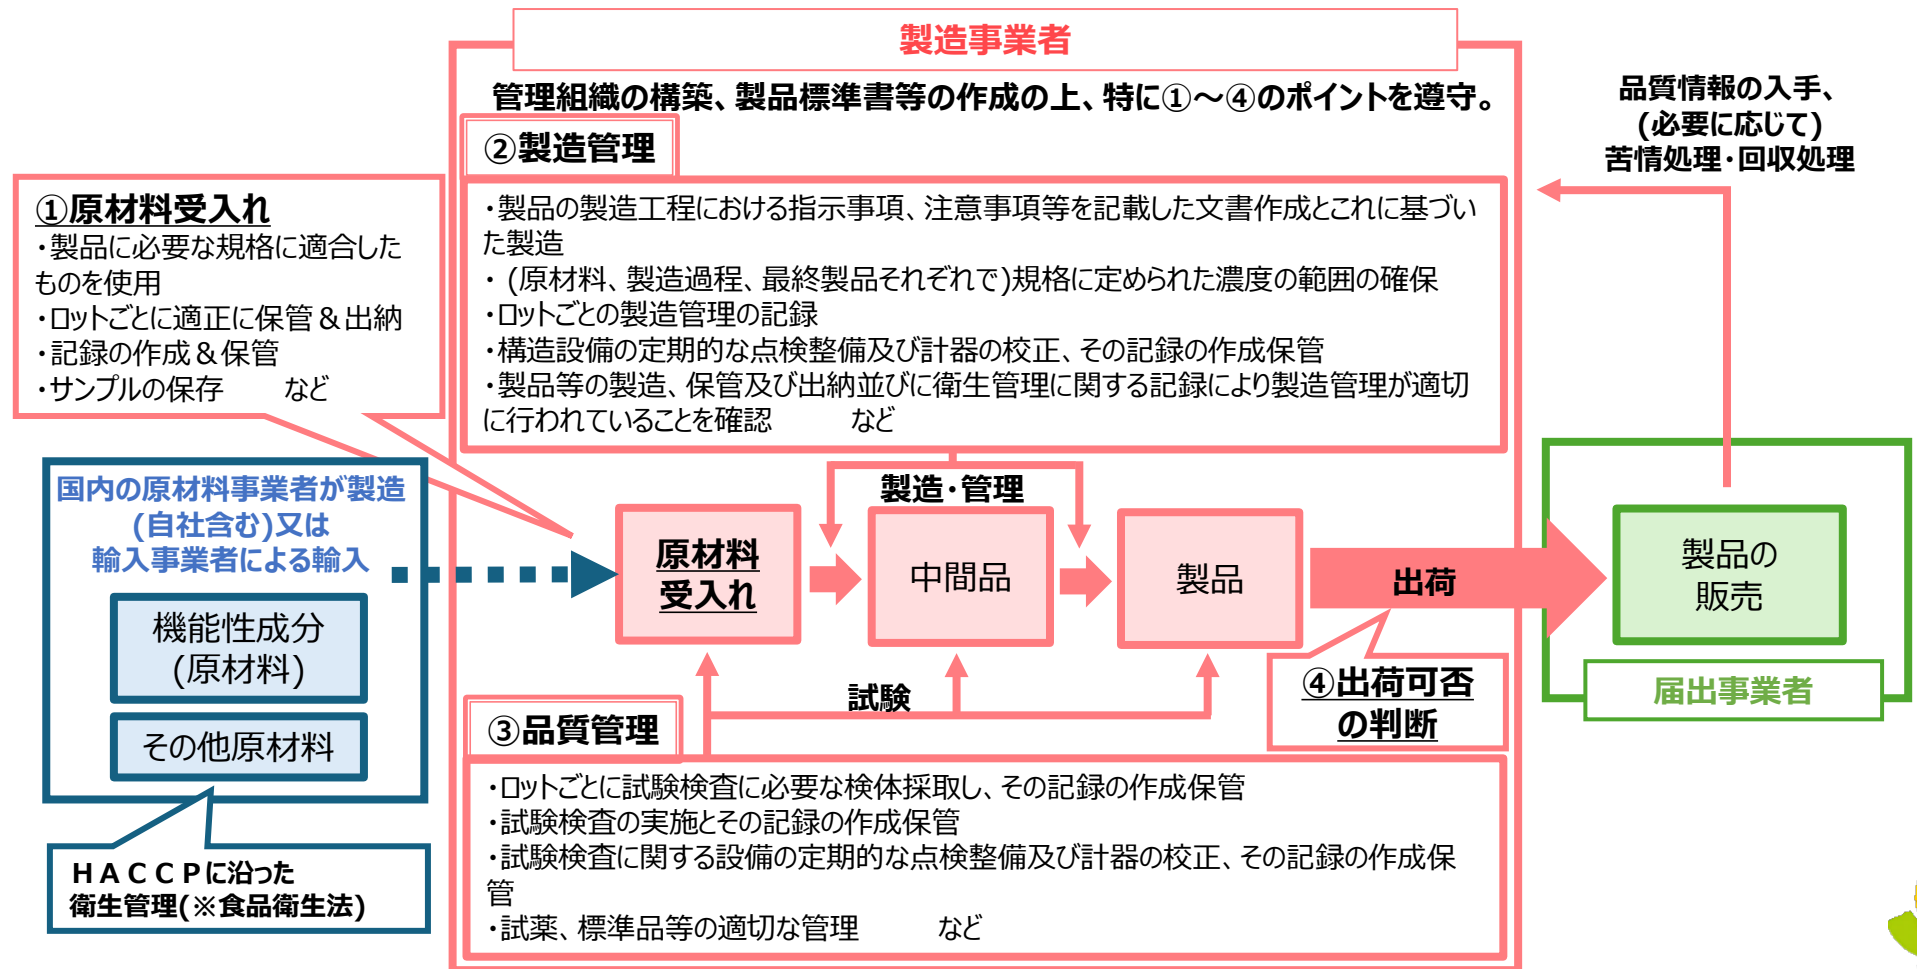 製造事業者
管理組織の構築、製品標準書等の作成の上、特に①～④のポイントを遵守。
品質情報の入手、
(必要に応じて)
苦情処理・回収処理
①原材料受入れ
・製品に必要な規格に適合した
ものを使用
・ロットごとに適正に保管＆出納
・記録の作成＆保管
・サンプルの保存　　など
②製造管理
・製品の製造工程における指示事項、注意事項等を記載した文書作成とこれに基づい
た製造
・ (原材料、製造過程、最終製品それぞれで)規格に定められた濃度の範囲の確保
・ロットごとの製造管理の記録
・構造設備の定期的な点検整備及び計器の校正、その記録の作成保管
・製品等の製造、保管及び出納並びに衛生管理に関する記録により製造管理が適切
に行われていることを確認　　　など
国内の原材料事業者が製造
(自社含む)又は
輸入事業者による輸入
機能性成分
(原材料)
その他原材料
ＨＡＣＣＰに沿った
衛生管理(※食品衛生法)
製造・管理
原材料
受入れ
中間品
製品
出荷
製品の
販売
届出事業者
試験
④出荷可否
の判断
③品質管理
・ロットごとに試験検査に必要な検体採取し、その記録の作成保管
・試験検査の実施とその記録の作成保管
・試験検査に関する設備の定期的な点検整備及び計器の校正、その記録の作成保
管
・試薬、標準品等の適切な管理　　　など